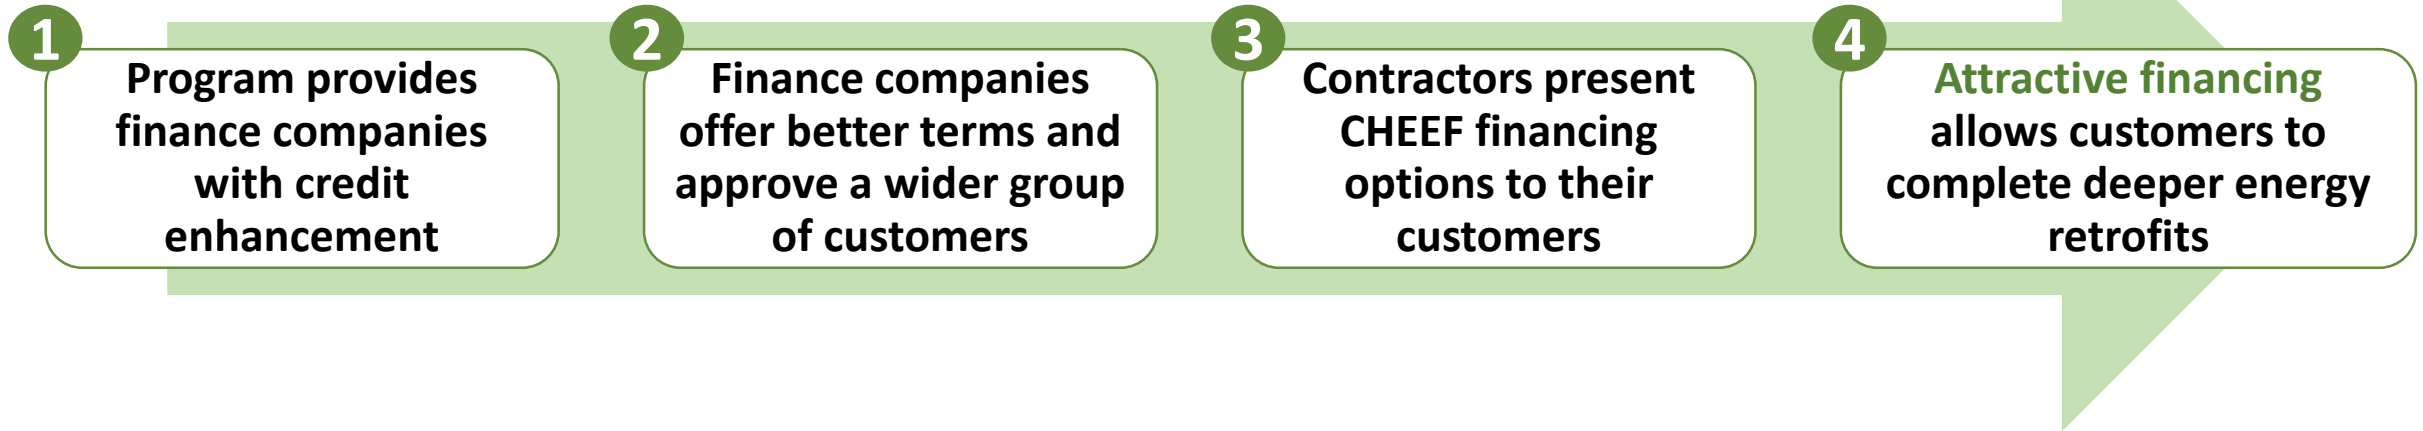 1
Program provides
finance companies
with credit
enhancement
2
Finance companies
offer better terms and
approve a wider group
of customers
3
Contractors present
CHEEF financing
options to their
customers
4
Attractive financing
allows customers to
complete deeper energy
retrofits